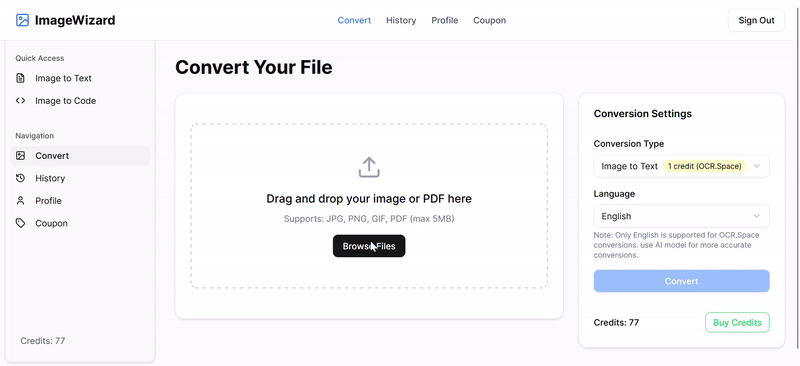 ImageWizard
Convert History Profile Coupon
Sign Out
Quick Access
Image to Text
Image to Code
Navigation
Convert
History
Profile
Coupon
Credits: 77
Convert Your File
Drag and drop your image or PDF here
Supports: JPG, PNG, GIF, PDF (max 5MB)
Browse Files
Conversion Settings
Conversion Type
Image to Text 1 credit (OCR.Space)
Language
English
Note: Only English is supported for OCR.Space
conversions. use AI model for more accurate
conversions.
Convert
Credits: 77 Buy Credits